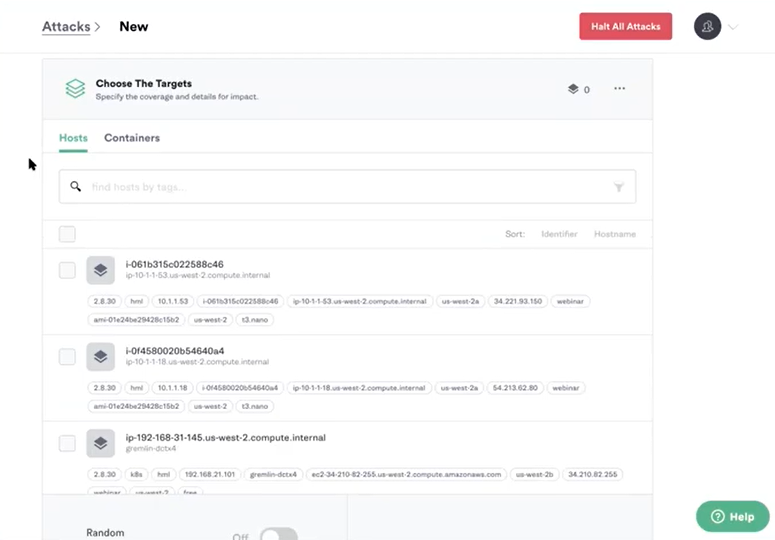 Attacks > New
Halt All Attacks
Choose The Targets
0
Specify the coverage and details for impact.
Hosts Containers
find hosts by tags...
Sort: Identifier Hostname
i-061b315c022588c46
ip-10-1-1-53.us-west-2.compute.internal
2.8.30 hml 10.1.1.53 i-061b315c022588c46 ip-10-1-1-53.us-west-2.compute.internal us-west-2a 34.221.93.150 webinar
ami-01e24be29428c15b2 us-west-2 t3.nano
i-0f4580020b54640a4
ip-10-1-1-18.us-west-2.compute.internal
2.8.30 hml 10.1.1.18 i-0f4580020b54640a4 ip-10-1-1-18.us-west-2.compute.internal us-west-2a 54.213.62.80 webinar
ami-01e24be29428c15b2 us-west-2 t3.nano
ip-192-168-31-145.us-west-2.compute.internal
gremlin-dctx4
2.8.30 k8s hml 192.168.21.101 gremlin-dctx4 ec2-34-210-82-255.us-west-2.compute.amazonaws.com us-west-2b 34.210.82.255
webinar us-west-2 free
Help
Random
Off